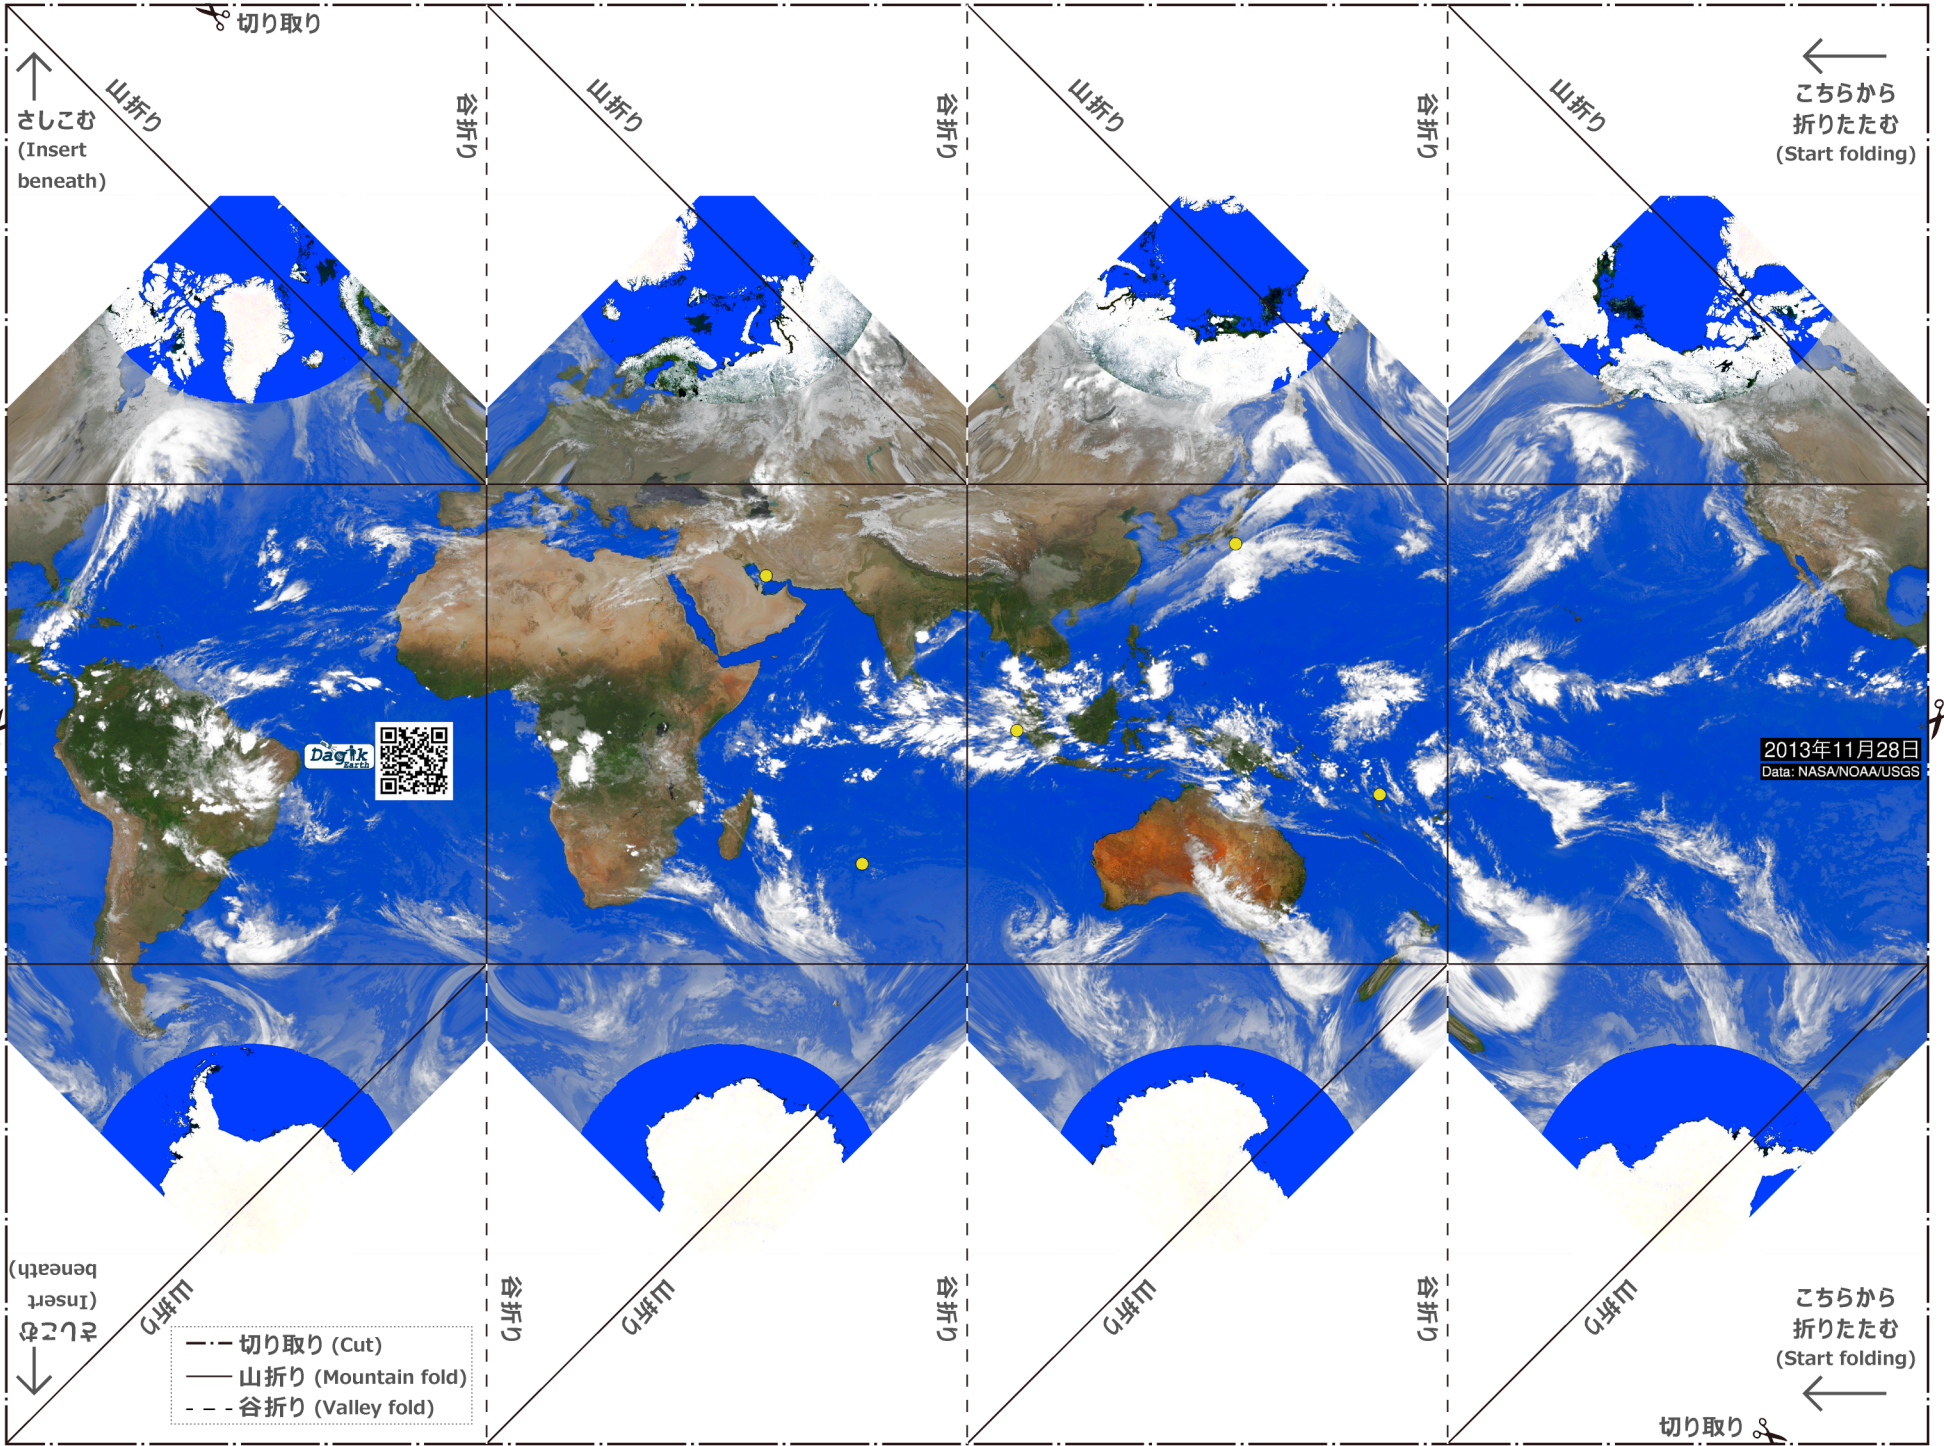 切り取り
さしこむ
(Insert
beneath)
山折り
谷折り
山折り
谷折り
山折り
谷折り
山折り
こちらから
折りたたむ
(Start folding)
Dagik
Earth
2013年11月28日
Data: NASA/NOAA/USGS
さしこむ
(Insert
beneath)
山折り
谷折り
山折り
谷折り
山折り
谷折り
山折り
切り取り (Cut)
山折り (Mountain fold)
谷折り (Valley fold)
こちらから
折りたたむ
(Start folding)
切り取り